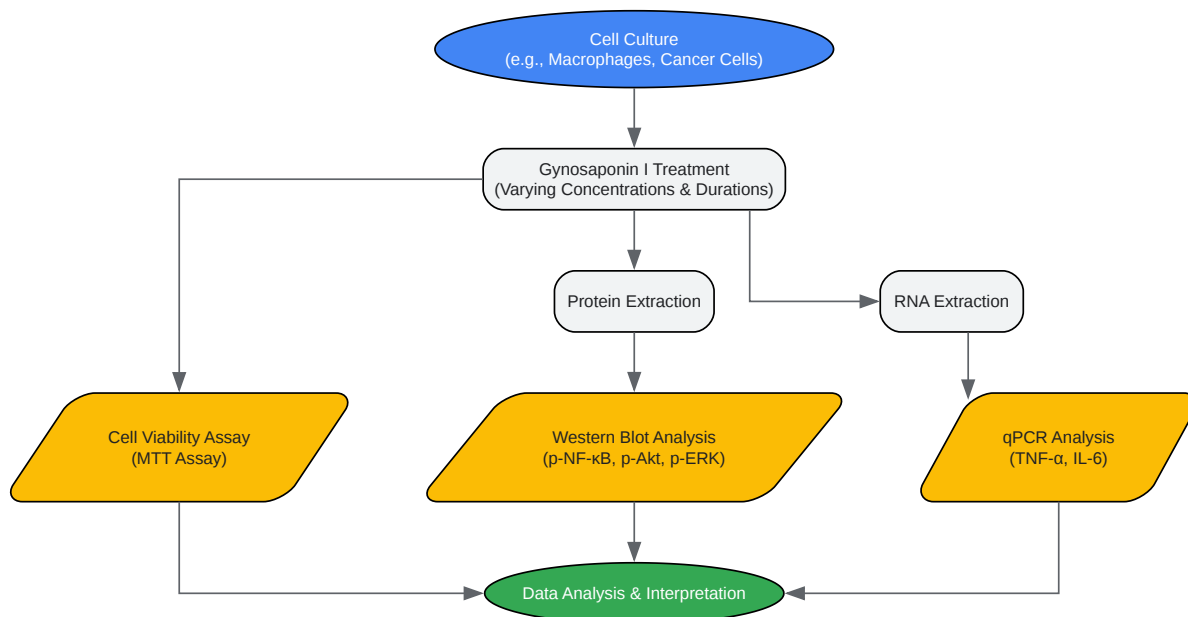 Cell Culture
(e.g., Macrophages, Cancer Cells)
Gynosaponin I Treatment
(Varying Concentrations & Durations)
Protein Extraction
RNA Extraction
Cell Viability Assay
(MTT Assay)
Western Blot Analysis
(p-NF-κB, p-Akt, p-ERK)
qPCR Analysis
(TNF-α, IL-6)
Data Analysis & Interpretation